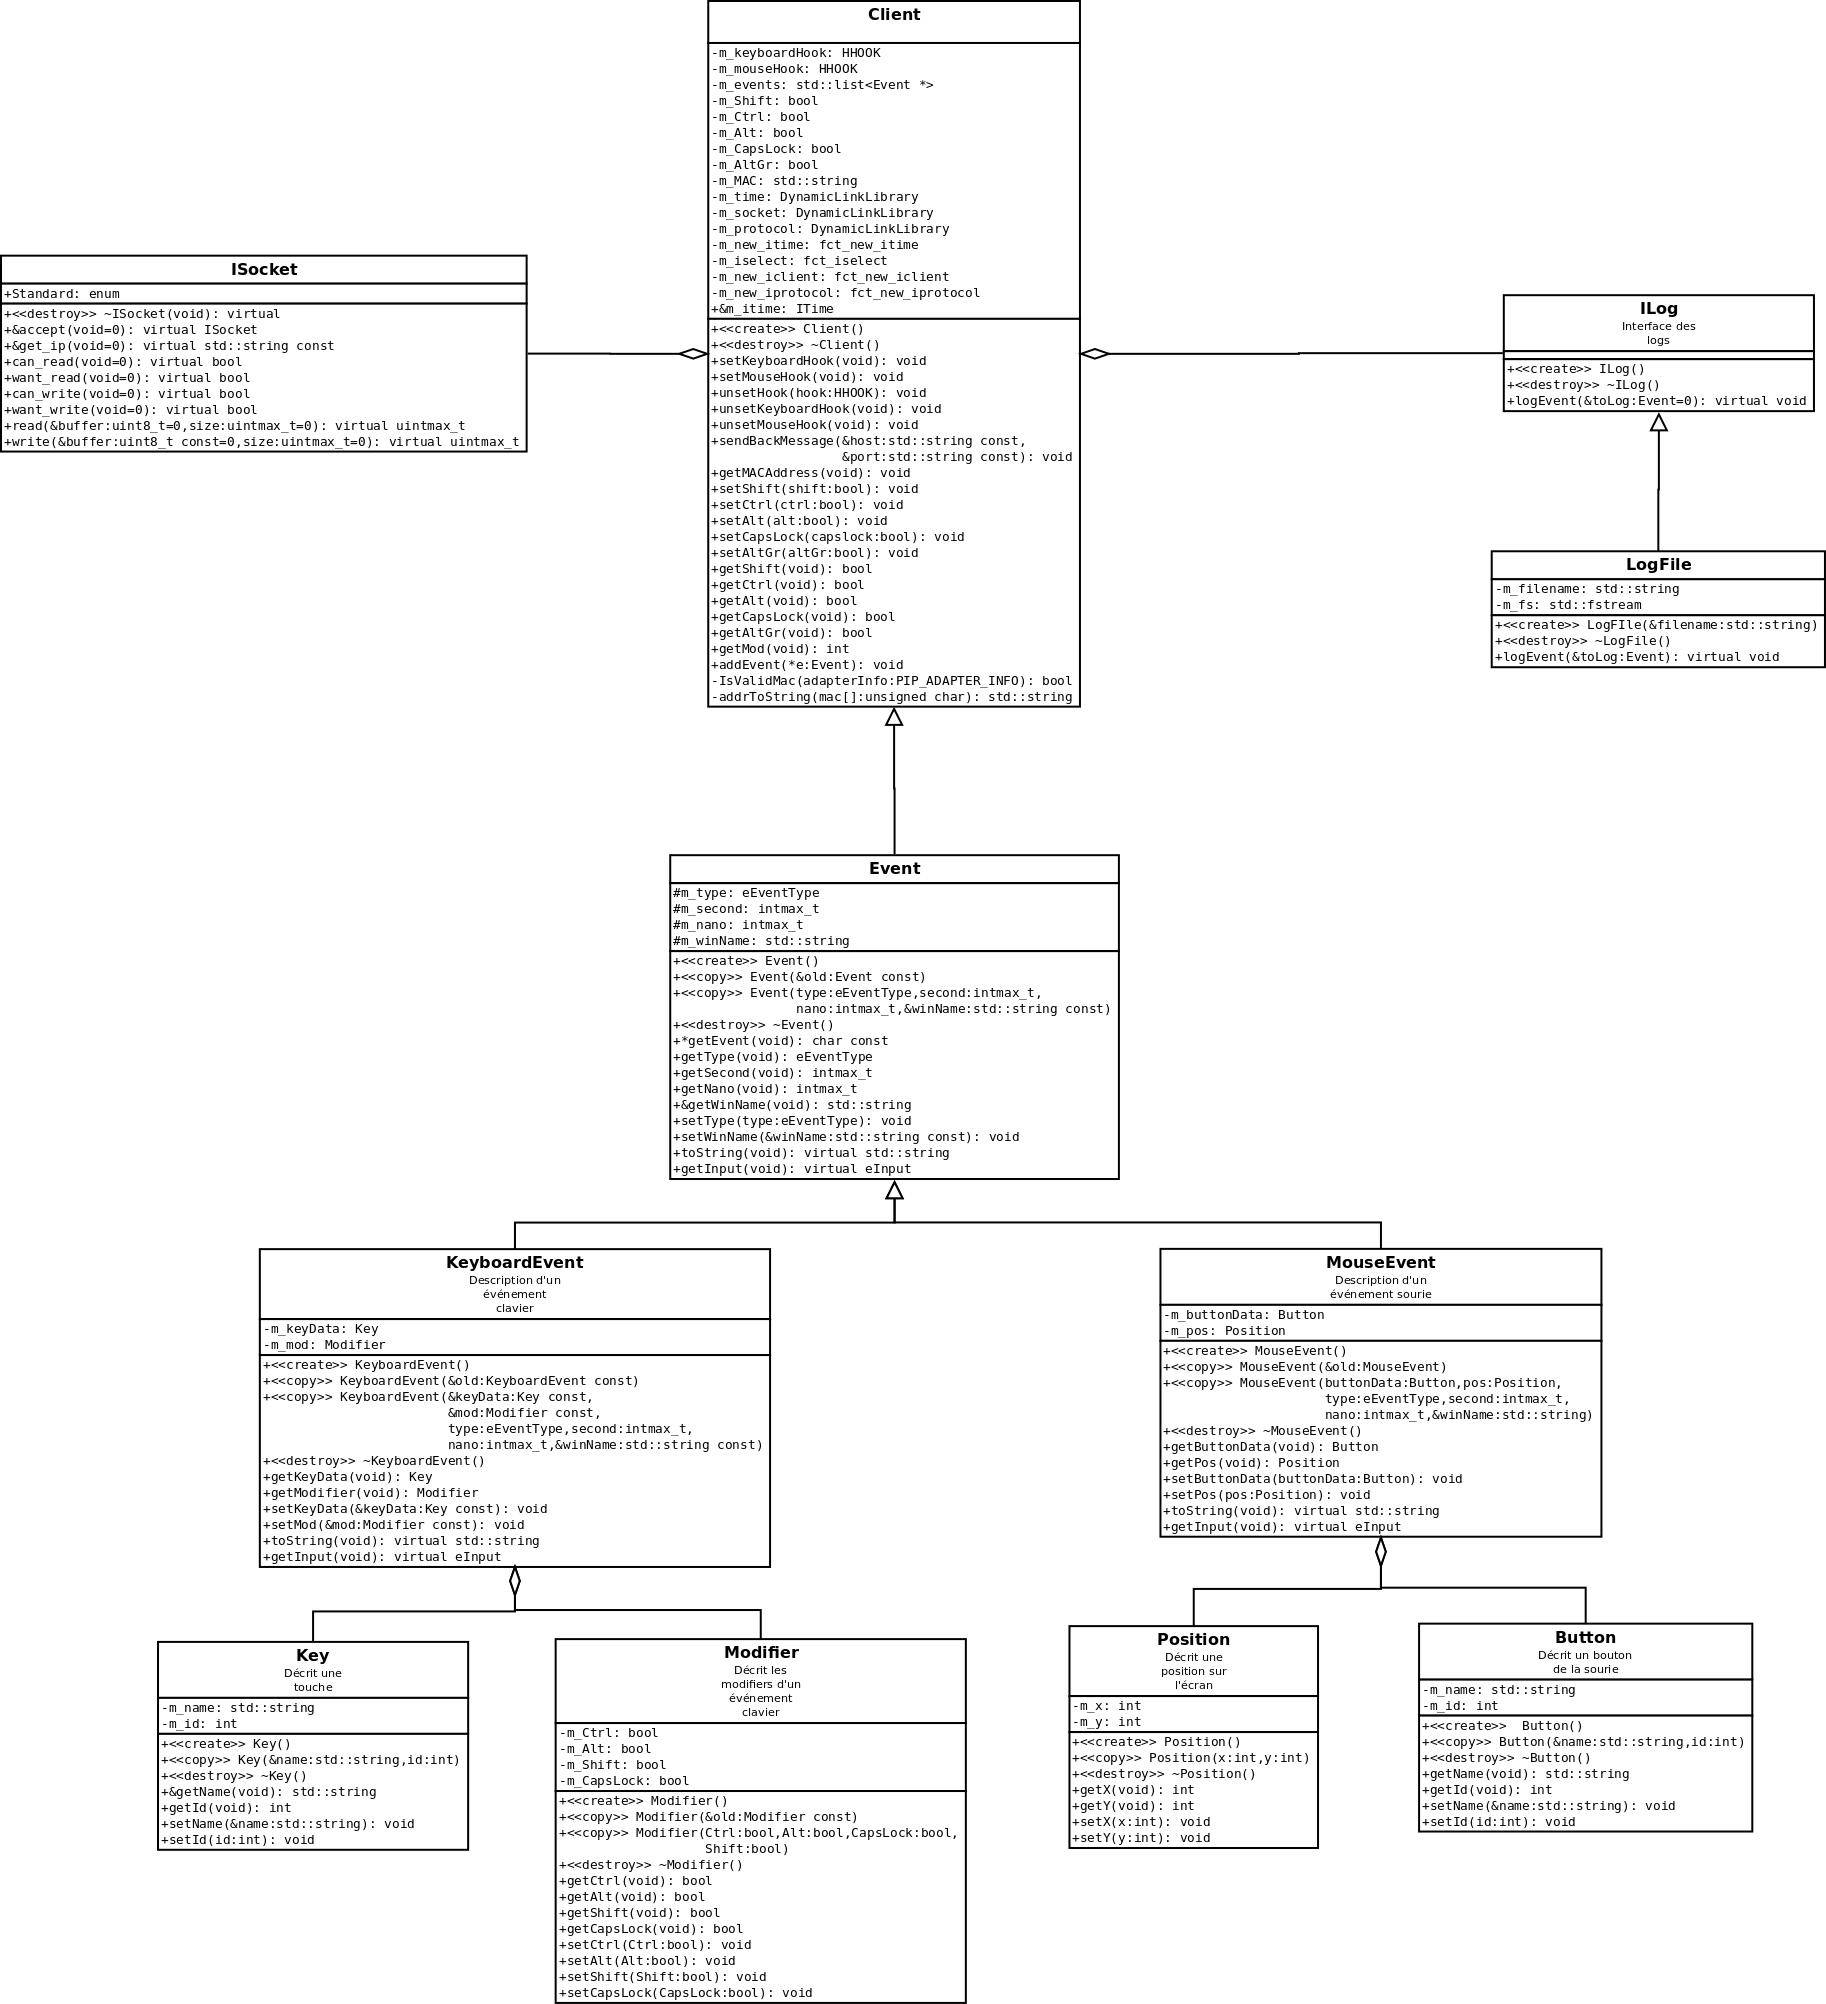 Client
-m_keyboardHook: HHOOK
-m_mouseHook: HHOOK
-m_events: std::list<Event *>
-m_Shift: bool
-m_Ctrl: bool
-m_Alt: bool
-m_CapsLock: bool
-m_AltGr: bool
-m_MAC: std::string
-m_time: DynamicLinkLibrary
-m_socket: DynamicLinkLibrary
-m_protocol: DynamicLinkLibrary
-m_new_itime: fct_new_itime
-m_iselect: fct_iselect
-m_new_iclient: fct_new_iclient
-m_new_iprotocol: fct_new_iprotocol
+&m_itime: ITime
+<<create>> Client()
+<<destroy>> ~Client()
+setKeyboardHook(void): void
+setMouseHook(void): void
+unsetHook(hook:HHOOK): void
+unsetKeyboardHook(void): void
+unsetMouseHook(void): void
+sendBackMessage(&host:std::string const,
&port:std::string const): void
+getMACAddress(void): void
+setShift(shift:bool): void
+setCtrl(ctrl:bool): void
+setAlt(alt:bool): void
+setCapsLock(capslock:bool): void
+setAltGr(altGr:bool): void
+getShift(void): bool
+getCtrl(void): bool
+getAlt(void): bool
+getCapsLock(void): bool
+getAltGr(void): bool
+getMod(void): int
+addEvent(*e:Event): void
-IsValidMac(adapterInfo:PIP_ADAPTER_INFO): bool
-addrToString(mac[]:unsigned char): std::string
ISocket
+Standard: enum
+<<destroy>> ~ISocket(void): virtual
+&accept(void=0): virtual ISocket
+&get_ip(void=0): virtual std::string const
+can_read(void=0): virtual bool
+want_read(void=0): virtual bool
+can_write(void=0): virtual bool
+want_write(void=0): virtual bool
+read(&buffer:uint8_t=0,size:uintmax_t=0): virtual uintmax_t
+write(&buffer:uint8_t const=0,size:uintmax_t=0): virtual uintmax_t
ILog
Interface des
logs
+<<create>> ILog()
+<<destroy>> ~ILog()
+logEvent(&toLog:Event=0): virtual void
LogFile
-m_filename: std::string
-m_fs: std::fstream
+<<create>> LogFIle(&filename:std::string)
+<<destroy>> ~LogFile()
+logEvent(&toLog:Event): virtual void
Event
#m_type: eEventType
#m_second: intmax_t
#m_nano: intmax_t
#m_winName: std::string
+<<create>> Event()
+<<copy>> Event(&old:Event const)
+<<copy>> Event(type:eEventType,second:intmax_t,
nano:intmax_t,&winName:std::string const)
+<<destroy>> ~Event()
+*getEvent(void): char const
+getType(void): eEventType
+getSecond(void): intmax_t
+getNano(void): intmax_t
+&getWinName(void): std::string
+setType(type:eEventType): void
+setWinName(&winName:std::string const): void
+toString(void): virtual std::string
+getInput(void): virtual eInput
KeyboardEvent
Description d'un
événement
clavier
-m_keyData: Key
-m_mod: Modifier
+<<create>> KeyboardEvent()
+<<copy>> KeyboardEvent(&old:KeyboardEvent const)
+<<copy>> KeyboardEvent(&keyData:Key const,
&mod:Modifier const,
type:eEventType,second:intmax_t,
nano:intmax_t,&winName:std::string const)
+<<destroy>> ~KeyboardEvent()
+getKeyData(void): Key
+getModifier(void): Modifier
+setKeyData(&keyData:Key const): void
+setMod(&mod:Modifier const): void
+toString(void): virtual std::string
+getInput(void): virtual eInput
MouseEvent
Description d'un
événement sourie
-m_buttonData: Button
-m_pos: Position
+<<create>> MouseEvent()
+<<copy>> MouseEvent(&old:MouseEvent)
+<<copy>> MouseEvent(buttonData:Button,pos:Position,
type:eEventType,second:intmax_t,
nano:intmax_t,&winName:std::string)
+<<destroy>> ~MouseEvent()
+getButtonData(void): Button
+getPos(void): Position
+setButtonData(buttonData:Button): void
+setPos(pos:Position): void
+toString(void): virtual std::string
+getInput(void): virtual eInput
Key
Décrit une
touche
-m_name: std::string
-m_id: int
+<<create>> Key()
+<<copy>> Key(&name:std::string,id:int)
+<<destroy>> ~Key()
+&getName(void): std::string
+getId(void): int
+setName(&name:std::string): void
+setId(id:int): void
Modifier
Décrit les
modifiers d'un
événement
clavier
-m_Ctrl: bool
-m_Alt: bool
-m_Shift: bool
-m_CapsLock: bool
+<<create>> Modifier()
+<<copy>> Modifier(&old:Modifier const)
+<<copy>> Modifier(Ctrl:bool,Alt:bool,CapsLock:bool,
Shift:bool)
+<<destroy>> ~Modifier()
+getCtrl(void): bool
+getAlt(void): bool
+getShift(void): bool
+getCapsLock(void): bool
+setCtrl(Ctrl:bool): void
+setAlt(Alt:bool): void
+setShift(Shift:bool): void
+setCapsLock(CapsLock:bool): void
Position
Décrit une
position sur
l'écran
-m_x: int
-m_y: int
+<<create>> Position()
+<<copy>> Position(x:int,y:int)
+<<destroy>> ~Position()
+getX(void): int
+getY(void): int
+setX(x:int): void
+setY(y:int): void
Button
Décrit un bouton
de la sourie
-m_name: std::string
-m_id: int
+<<create>>  Button()
+<<copy>> Button(&name:std::string,id:int)
+<<destroy>> ~Button()
+getName(void): std::string
+getId(void): int
+setName(&name:std::string): void
+setId(id:int): void